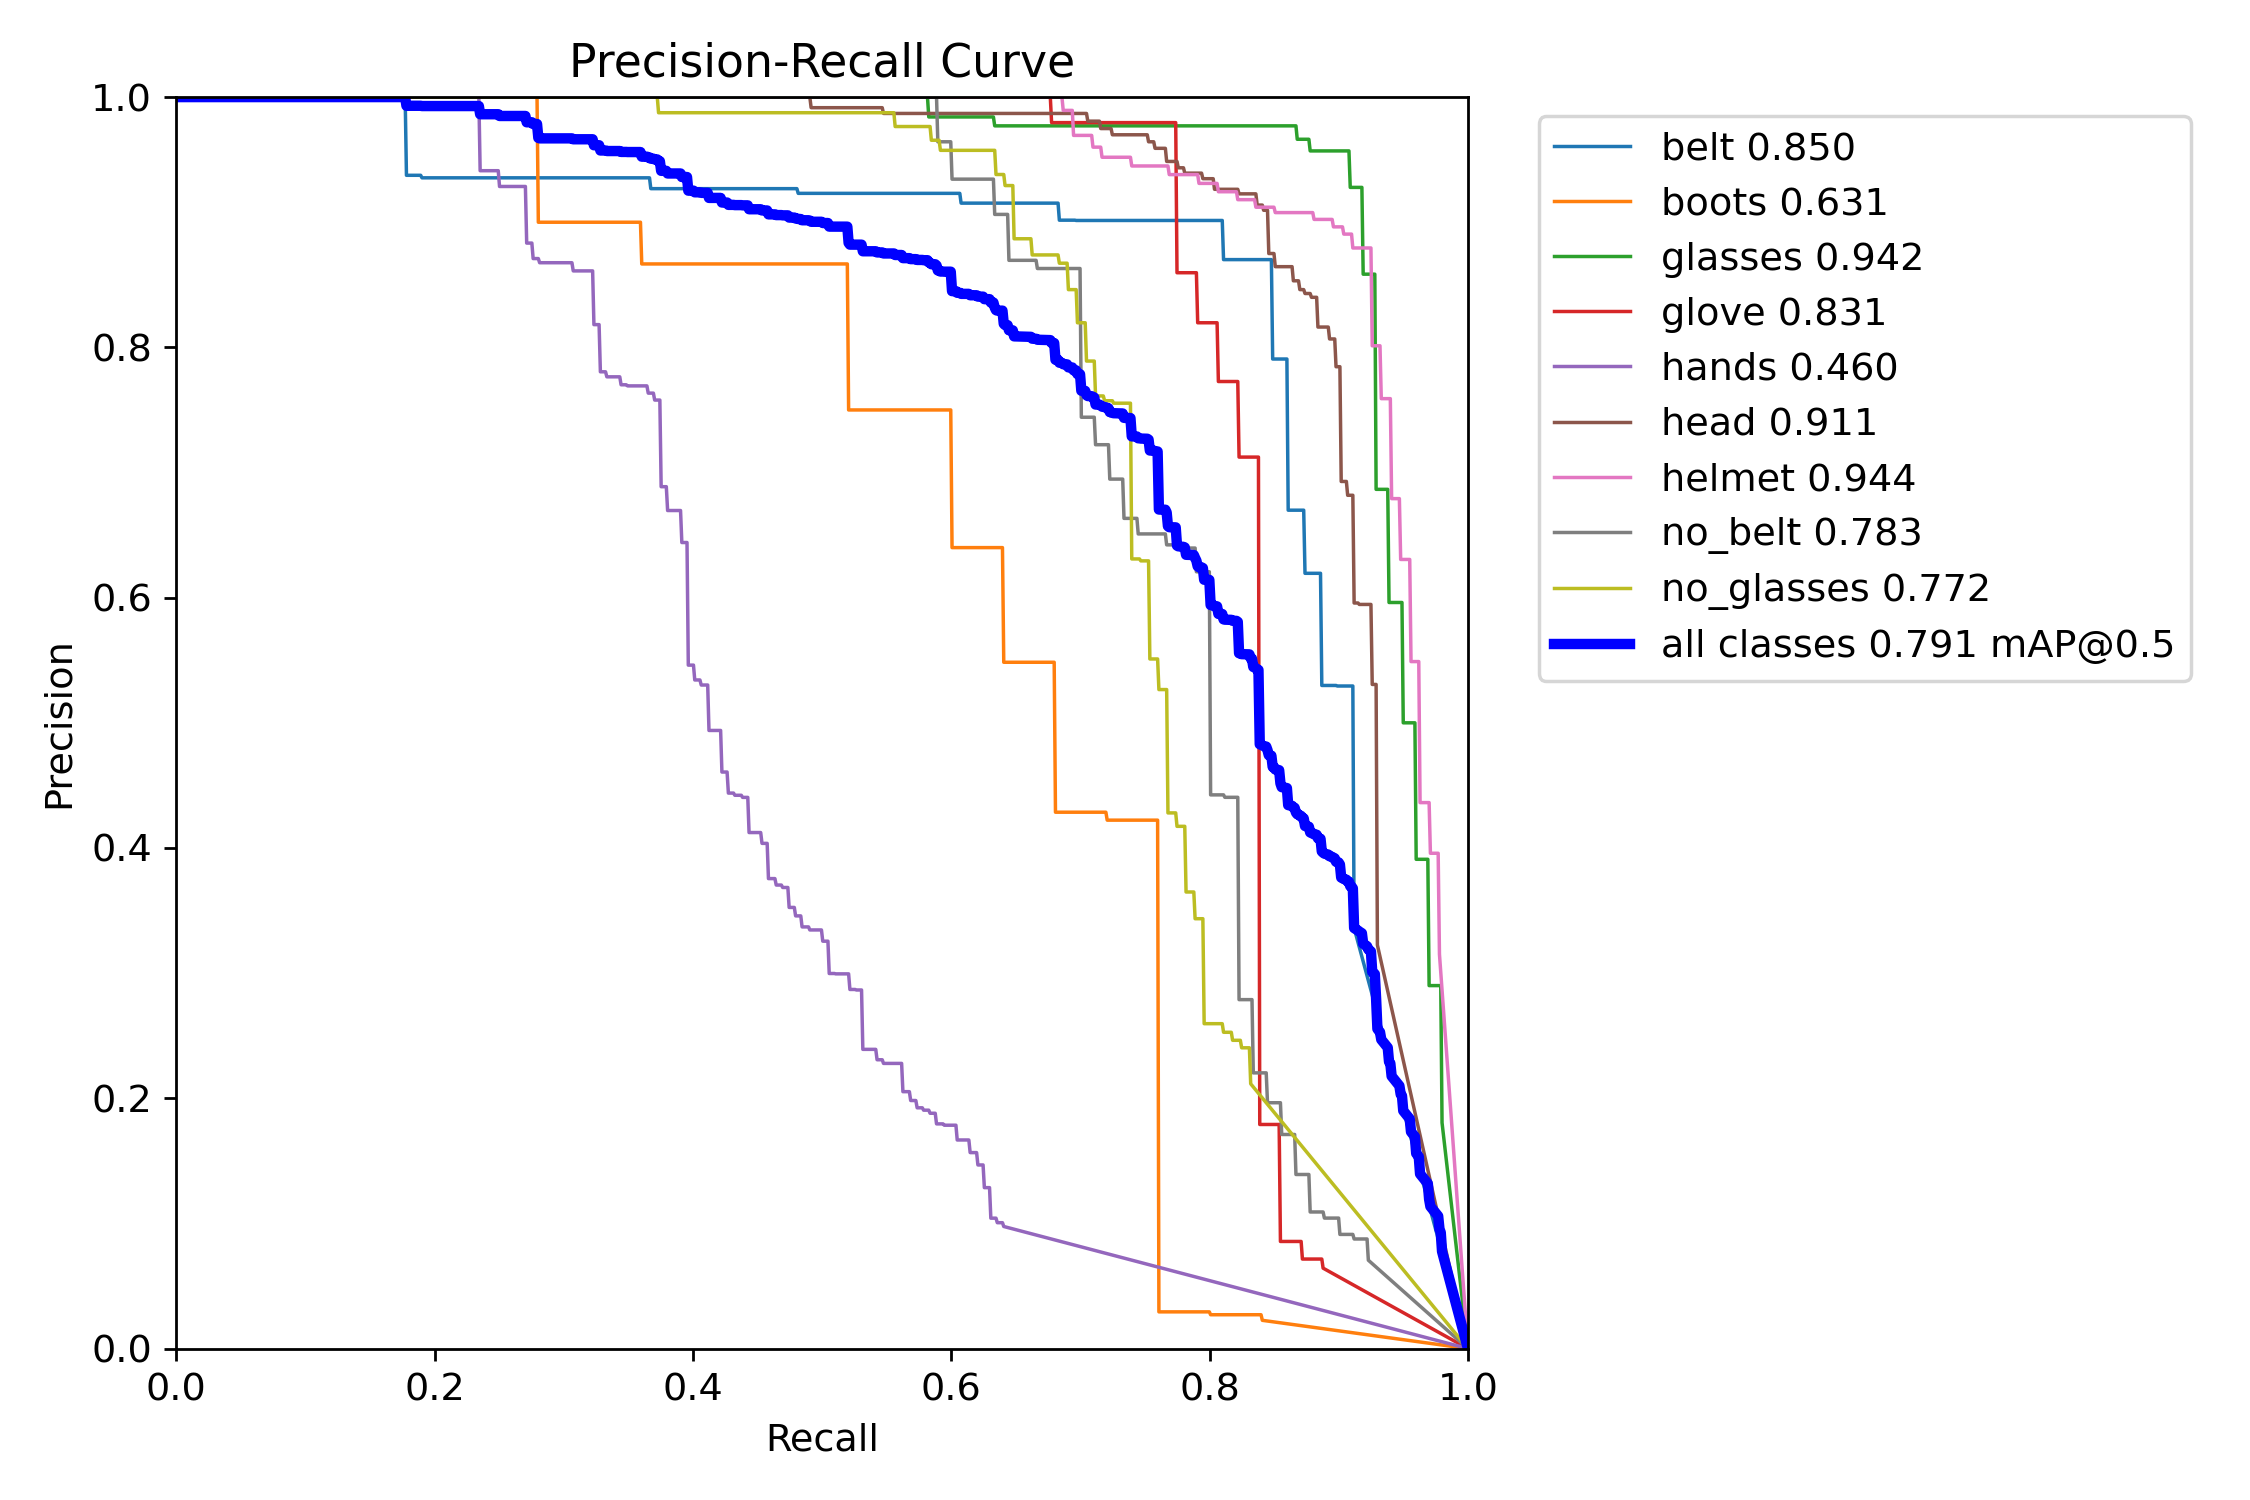 Precision-Recall Curve
1.0
0.8
0.6
0.4
0.2
0.0
Precision
0.0 0.2 0.4 0.6 0.8 1.0
Recall
belt 0.850
boots 0.631
glasses 0.942
glove 0.831
hands 0.460
head 0.911
helmet 0.944
no_belt 0.783
no_glasses 0.772
all classes 0.791 mAP@0.5